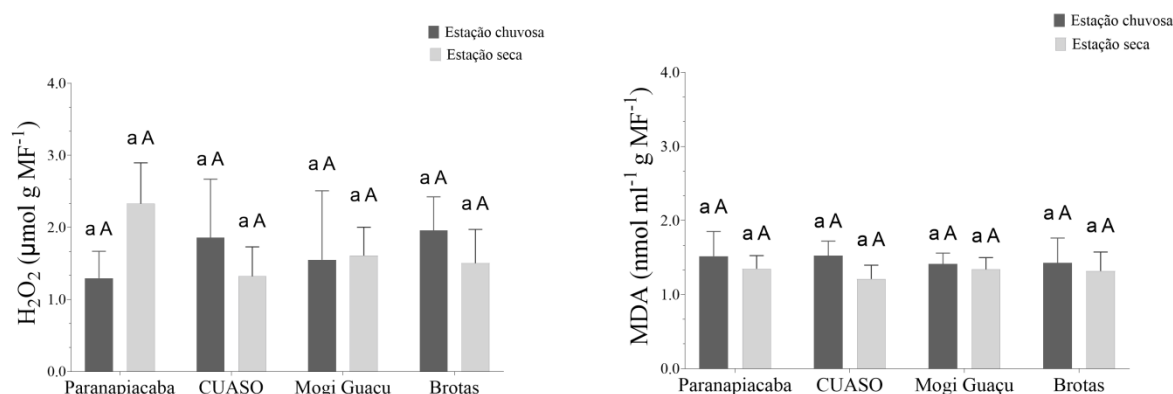 Estação chuvosa
Estação seca
H₂O₂ (µmol g MF⁻¹)
4.0
3.0
2.0
1.0
0.0
a A
a A
a A
a A
a A
a A
a A
a A
Paranapiacaba CUASO Mogi Guaçu Brotas
Estação chuvosa
Estação seca
MDA (nmol ml⁻¹ g MF⁻¹)
4.0
3.0
2.0
1.0
0.0
a A
a A
a A
a A
a A
a A
a A
a A
Paranapiacaba CUASO Mogi Guaçu Brotas